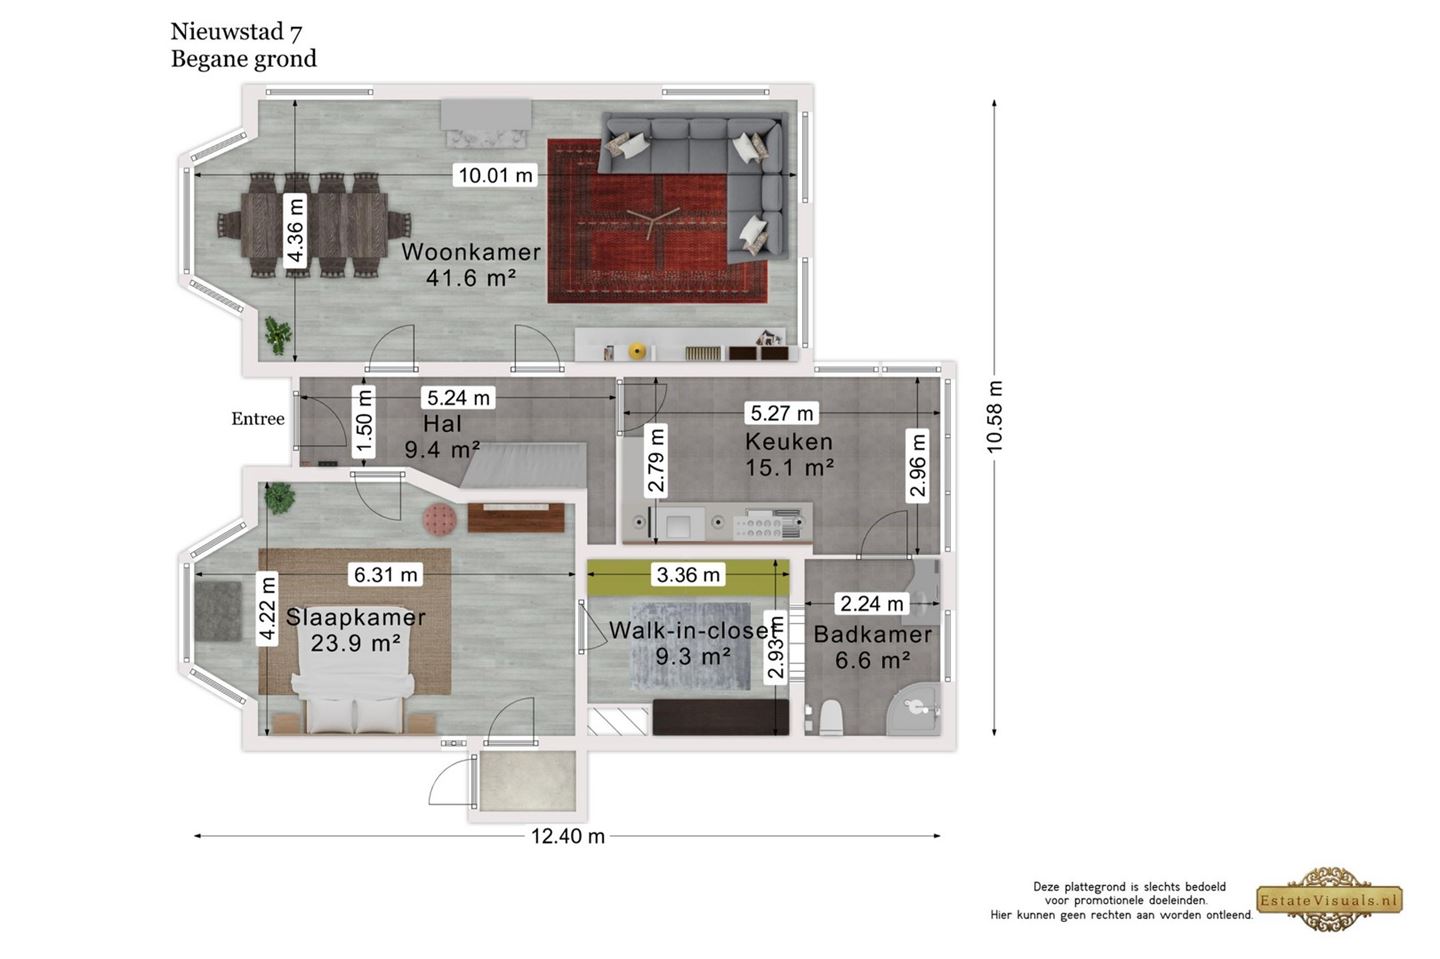 Nieuwstad 7
Begane grond
10.01 m
4.36 m
Woonkamer
41.6 m²
Entree
1.50 m
5.24 m
Hal
9.4 m²
5.27 m
Keuken
15.1 m²
2.79 m
2.96 m
10.58 m
6.31 m
4.22 m
Slaapkamer
23.9 m²
3.36 m
Walk-in-closet
9.3 m²
2.93 m
2.24 m
Badkamer
6.6 m²
12.40 m
Deze plattegrond is slechts bedoeld
voor promotionele doeleinden.
Hier kunnen geen rechten aan worden ontleend.
EstateVisuals.nl